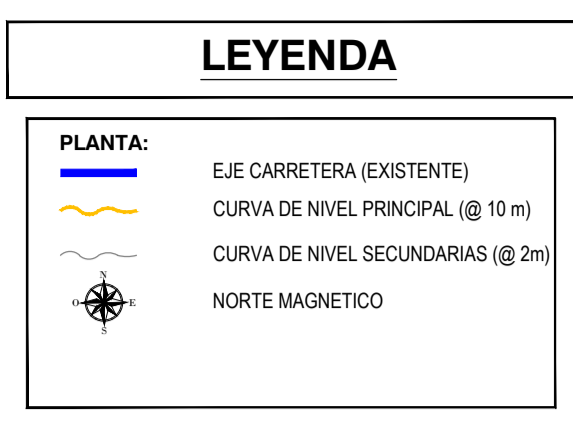 LEYENDA
PLANTA:
EJE CARRETERA (EXISTENTE)
CURVA DE NIVEL PRINCIPAL (@ 10 m)
CURVA DE NIVEL SECUNDARIAS (@ 2m)
N
O E
S
NORTE MAGNETICO